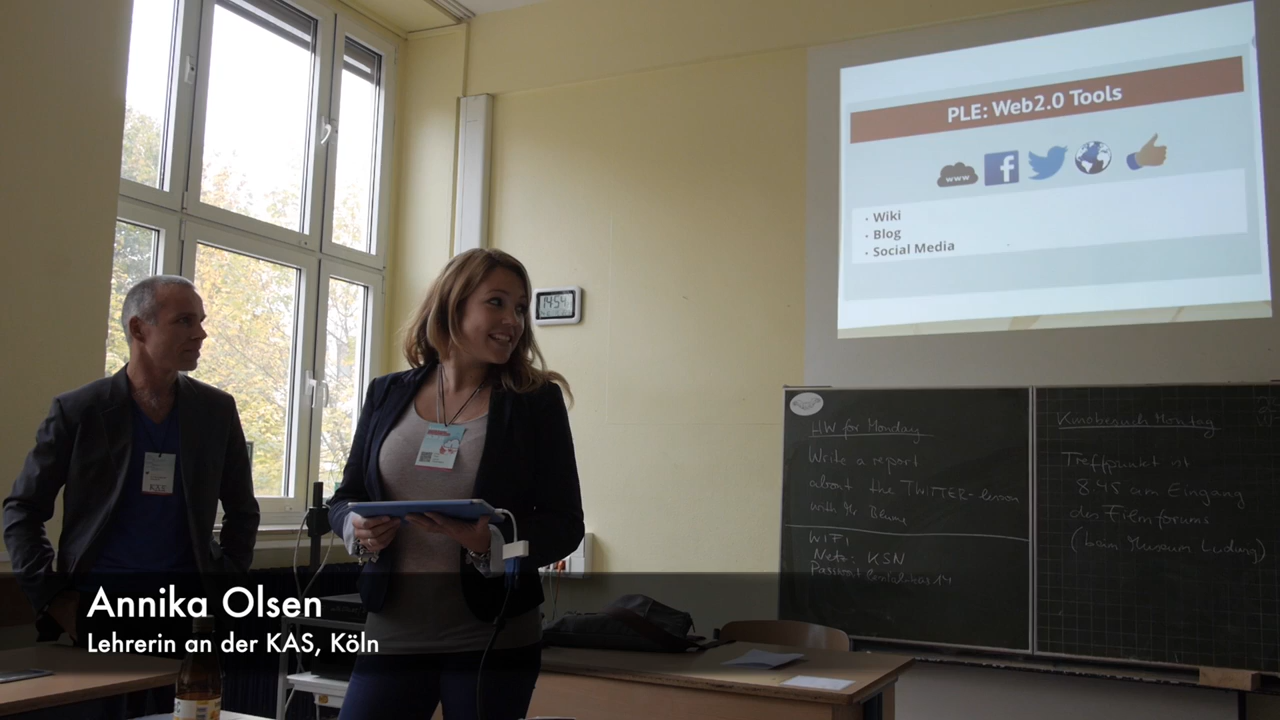 PLE: Web2.0 Tools
www
• Wiki
• Blog
• Social Media
14:54
HW for Monday
Write a report
about the TWITTER-lesson
with Mr Blume
WIFI
Netz: KSN
Kinobesuch Montag
Treffpunkt ist
8.45 am Eingang
des Filmforums
(beim Museum Ludwig)
Annika Olsen
Lehrerin an der KAS, Köln